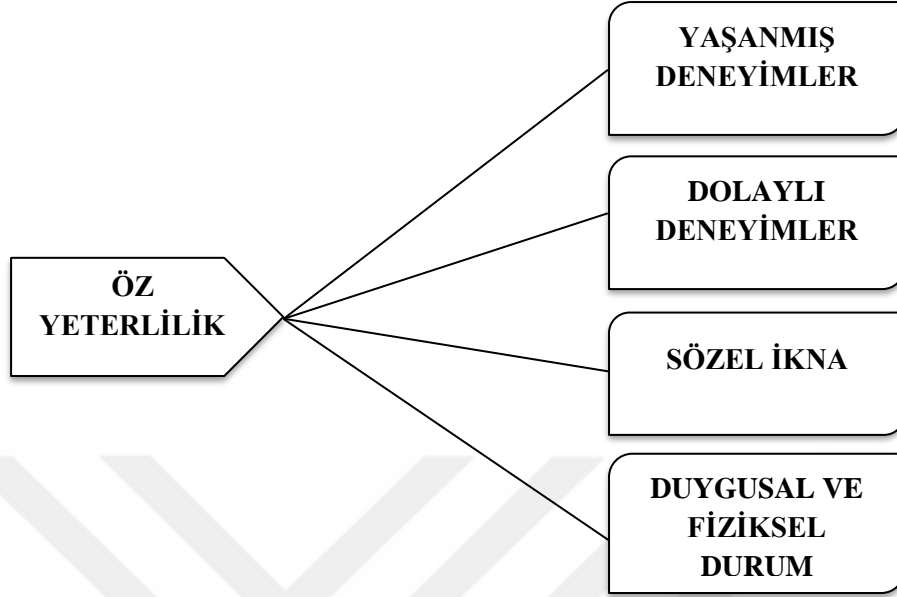 YAŞANMIŞ
DENEYİMLER
DOLAYLI
DENEYİMLER
ÖZ
YETERLİLİK
SÖZEL İKNA
DUYGUSAL VE
FİZİKSEL
DURUM